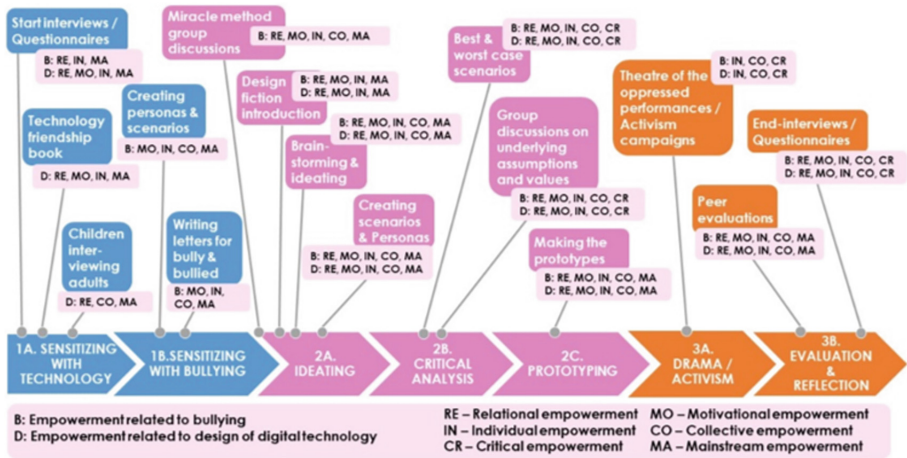 Start interviews /
Questionnaires
B: RE, IN, MA
D: RE, MO, IN, MA
Technology
friendship
book
D: RE, MO, IN, MA
Children
inter-
viewing
adults
D: RE, CO, MA
Creating
personas &
scenarios
B: MO, IN, CO, MA
Writing
letters for
bully &
bullied
B: MO, IN,
CO, MA
Miracle method
group
discussions
B: RE, MO, IN, CO, MA
Design
fiction
introduction
B: RE, MO, IN, MA
D: RE, MO, IN, MA
Brain-
storming &
ideating
B: RE, MO, IN, CO, MA
D: RE, MO, IN, CO, MA
Creating
scenarios
& Personas
B: RE, MO, IN, CO, MA
D: RE, MO, IN, CO, MA
Best &
worst case
scenarios
B: RE, MO, IN, CO, CR
D: RE, MO, IN, CO, CR
Group
discussions on
underlying
assumptions
and values
B: RE, MO, IN, CO, CR
D: RE, MO, IN, CO, CR
Making the
prototypes
B: RE, MO, IN, CO, MA
D: RE, MO, IN, CO, MA
Theatre of the
oppressed
performances /
Activism
campaigns
B: IN, CO, CR
D: IN, CO, CR
Peer
evaluations
B: RE, MO, IN, CO, MA
D: RE, MO, IN, CO, MA
End-interviews /
Questionnaires
B: RE, MO, IN, CO, CR
D: RE, MO, IN, CO, CR
1A. SENSITIZING
WITH
TECHNOLOGY
1B.SENSITIZING
WITH BULLYING
2A.
IDEATING
2B.
CRITICAL
ANALYSIS
2C.
PROTOTYPING
3A.
DRAMA /
ACTIVISM
3B.
EVALUATION
&
REFLECTION
B: Empowerment related to bullying
D: Empowerment related to design of digital technology
RE – Relational empowerment
IN – Individual empowerment
CR – Critical empowerment
MO – Motivational empowerment
CO – Collective empowerment
MA – Mainstream empowerment